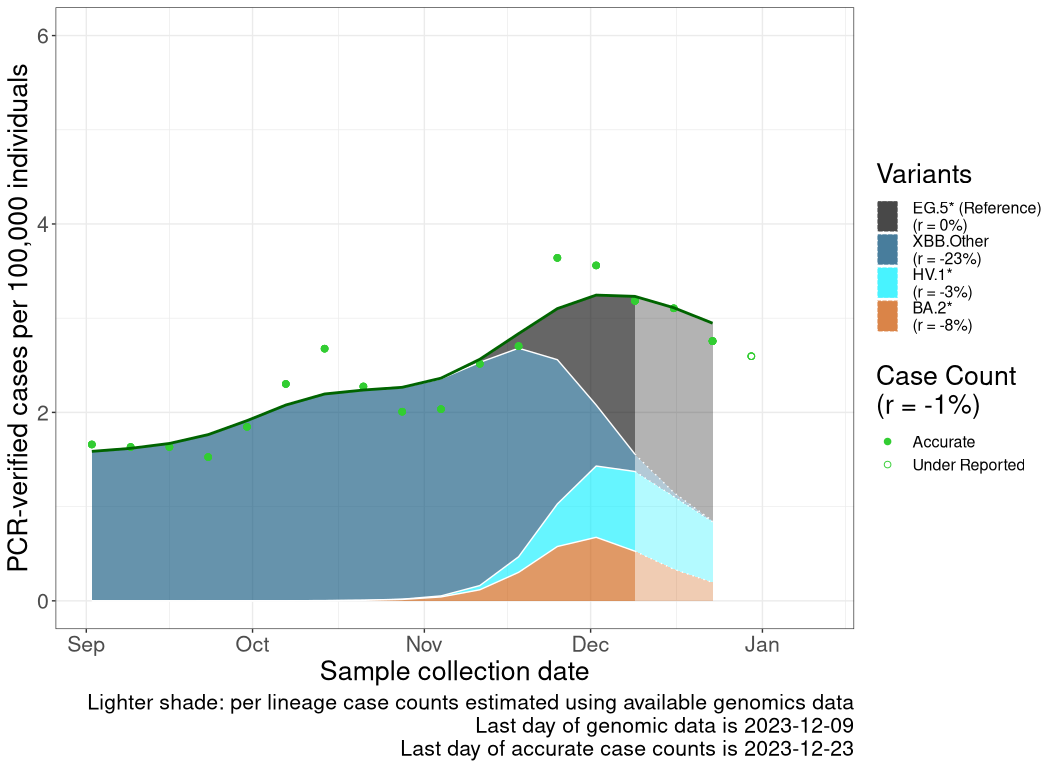 PCR-verified cases per 100,000 individuals
6
4
2
0
Sep Oct Nov Dec Jan
Sample collection date
Lighter shade: per lineage case counts estimated using available genomics data
Last day of genomic data is 2023-12-09
Last day of accurate case counts is 2023-12-23
Variants
EG.5* (Reference)
(r = 0%)
XBB.Other
(r = -23%)
HV.1*
(r = -3%)
BA.2*
(r = -8%)
Case Count
(r = -1%)
Accurate
Under Reported